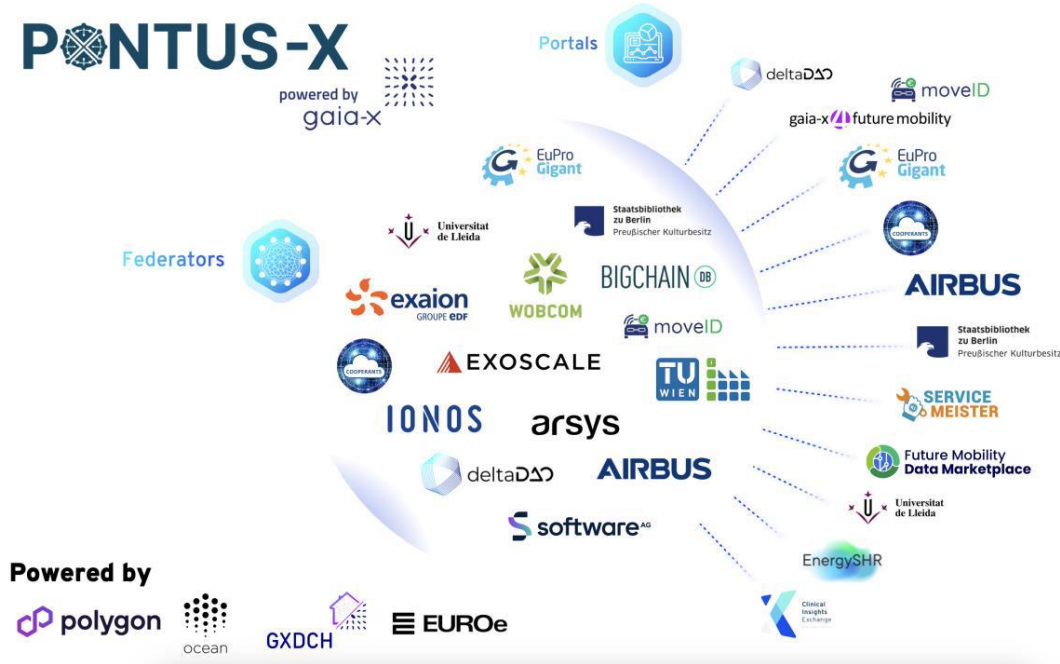 PONTUS-X
powered by
gaia-x
Portals
deltaDAO
moveID
gaia-x 4 future mobility
EuPro
Gigant
EuPro
Gigant
COOPERANTS
Universitat
de Lleida
Staatsbibliothek
zu Berlin
Preußischer Kulturbesitz
Federators
BIGCHAIN DB
WOBCOM
AIRBUS
exaion
GROUPE eDF
moveID
Staatsbibliothek
zu Berlin
Preußischer Kulturbesitz
COOPERANTS
EXOSCALE
TU
WIEN
SERVICE
MEISTER
IONOS
arsys
Future Mobility
Data Marketplace
deltaDAO
AIRBUS
Universitat
de Lleida
software AG
EnergySHR
Powered by
polygon
ocean
GXDCH
EUROe
Clinical
Insights
Exchange